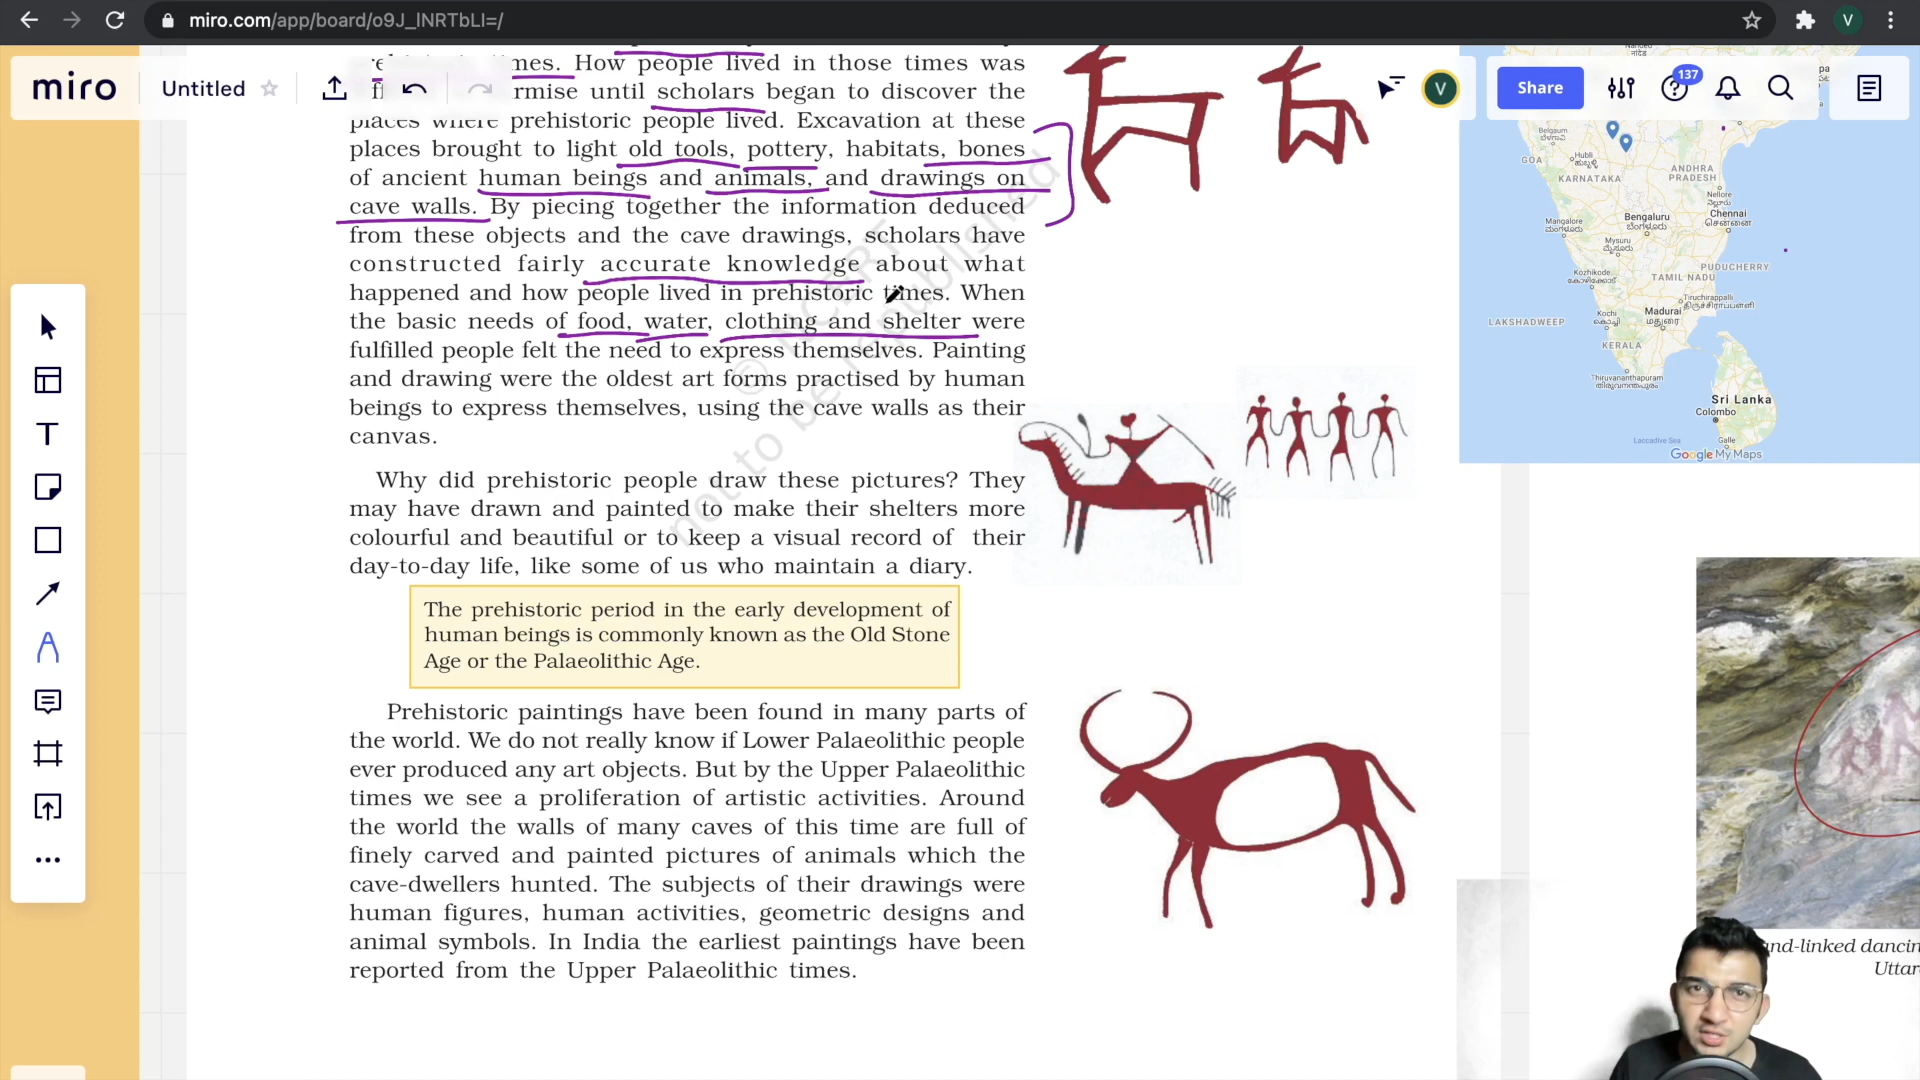 miro.com/app/board/o9J_lNRTbLI=/
V
miro
Untitled
V
Share
137
mes. How people lived in those times was
rmise until scholars began to discover the
places where prehistoric people lived. Excavation at these
places brought to light old tools, pottery, habitats, bones
of ancient human beings and animals, and drawings on
cave walls. By piecing together the information deduced
from these objects and the cave drawings, scholars have
constructed fairly accurate knowledge about what
happened and how people lived in prehistoric times. When
the basic needs of food, water, clothing and shelter were
fulfilled people felt the need to express themselves. Painting
and drawing were the oldest art forms practised by human
beings to express themselves, using the cave walls as their
canvas.
Why did prehistoric people draw these pictures? They
may have drawn and painted to make their shelters more
colourful and beautiful or to keep a visual record of their
day-to-day life, like some of us who maintain a diary.
The prehistoric period in the early development of
human beings is commonly known as the Old Stone
Age or the Palaeolithic Age.
Prehistoric paintings have been found in many parts of
the world. We do not really know if Lower Palaeolithic people
ever produced any art objects. But by the Upper Palaeolithic
times we see a proliferation of artistic activities. Around
the world the walls of many caves of this time are full of
finely carved and painted pictures of animals which the
cave-dwellers hunted. The subjects of their drawings were
human figures, human activities, geometric designs and
animal symbols. In India the earliest paintings have been
reported from the Upper Palaeolithic times.
© NCERT
not to be republished
T
Belgaum
GOA
Hubli
KARNATAKA
ANDHRA
PRADESH
Nellore
Mangalore
Bengaluru
ಬೆಂಗಳೂರು
Chennai
சென்னை
Mysuru
PUDUCHERRY
Kozhikode
TAMIL NADU
Tiruchirappalli
Kochi
Madurai
மதுரை
LAKSHADWEEP
KERALA
Thiruvananthapuram
Sri Lanka
Colombo
Laccadive Sea
Galle
Google My Maps
nd-linked dancin
Uttar